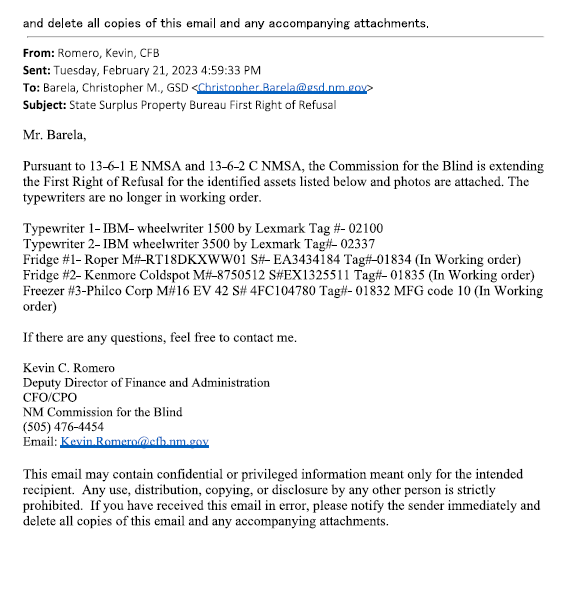 and delete all copies of this email and any accompanying attachments.
From: Romero, Kevin, CFB
Sent: Tuesday, February 21, 2023 4:59:33 PM
To: Barela, Christopher M., GSD <Christopher.Barela@gsd.nm.gov>
Subject: State Surplus Property Bureau First Right of Refusal
Mr. Barela,
Pursuant to 13-6-1 E NMSA and 13-6-2 C NMSA, the Commission for the Blind is extending
the First Right of Refusal for the identified assets listed below and photos are attached. The
typewriters are no longer in working order.
Typewriter 1- IBM- wheelwriter 1500 by Lexmark Tag #- 02100
Typewriter 2- IBM wheelwriter 3500 by Lexmark Tag#- 02337
Fridge #1- Roper M#-RT18DKXWW01 S#- EA3434184 Tag#-01834 (In Working order)
Fridge #2- Kenmore Coldspot M#-8750512 S#EX1325511 Tag#- 01835 (In Working order)
Freezer #3-Philco Corp M#16 EV 42 S# 4FC104780 Tag#- 01832 MFG code 10 (In Working
order)
If there are any questions, feel free to contact me.
Kevin C. Romero
Deputy Director of Finance and Administration
CFO/CPO
NM Commission for the Blind
(505) 476-4454
Email: Kevin.Romero@cfb.nm.gov
This email may contain confidential or privileged information meant only for the intended
recipient.  Any use, distribution, copying, or disclosure by any other person is strictly
prohibited.  If you have received this email in error, please notify the sender immediately and
delete all copies of this email and any accompanying attachments.